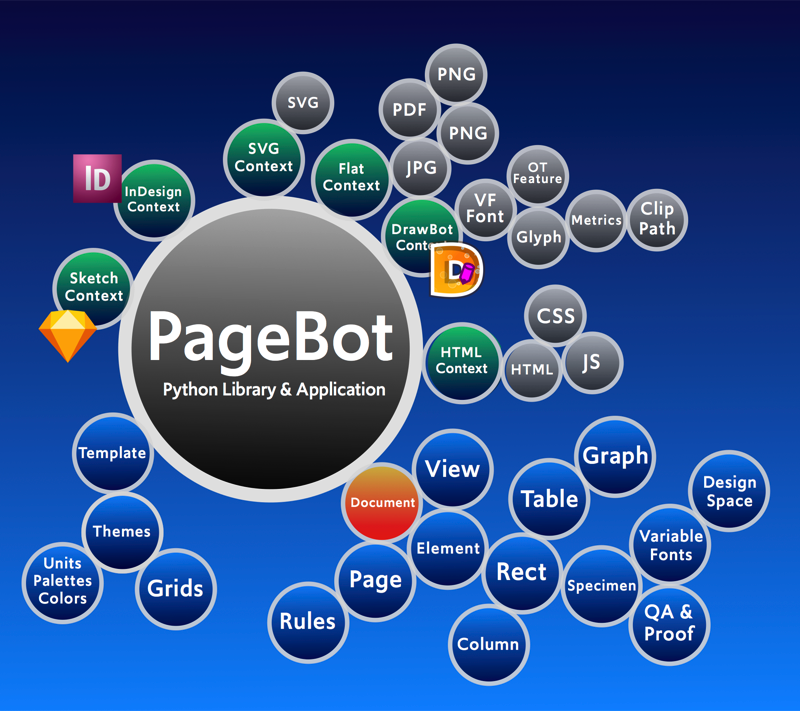 PNG
SVG
PDF
PNG
SVG
Context
Flat
Context
JPG
OT
Feature
InDesign
Context
ID
VF
Font
Clip
Path
Metrics
DrawBot
Context
Glyph
D
Sketch
Context
CSS
PageBot
Python Library & Application
HTML
Context
HTML
JS
Template
View
Graph
Document
Table
Design
Space
Themes
Element
Variable
Fonts
Units
Palettes
Colors
Grids
Page
Rect
Specimen
Rules
Column
QA &
Proof